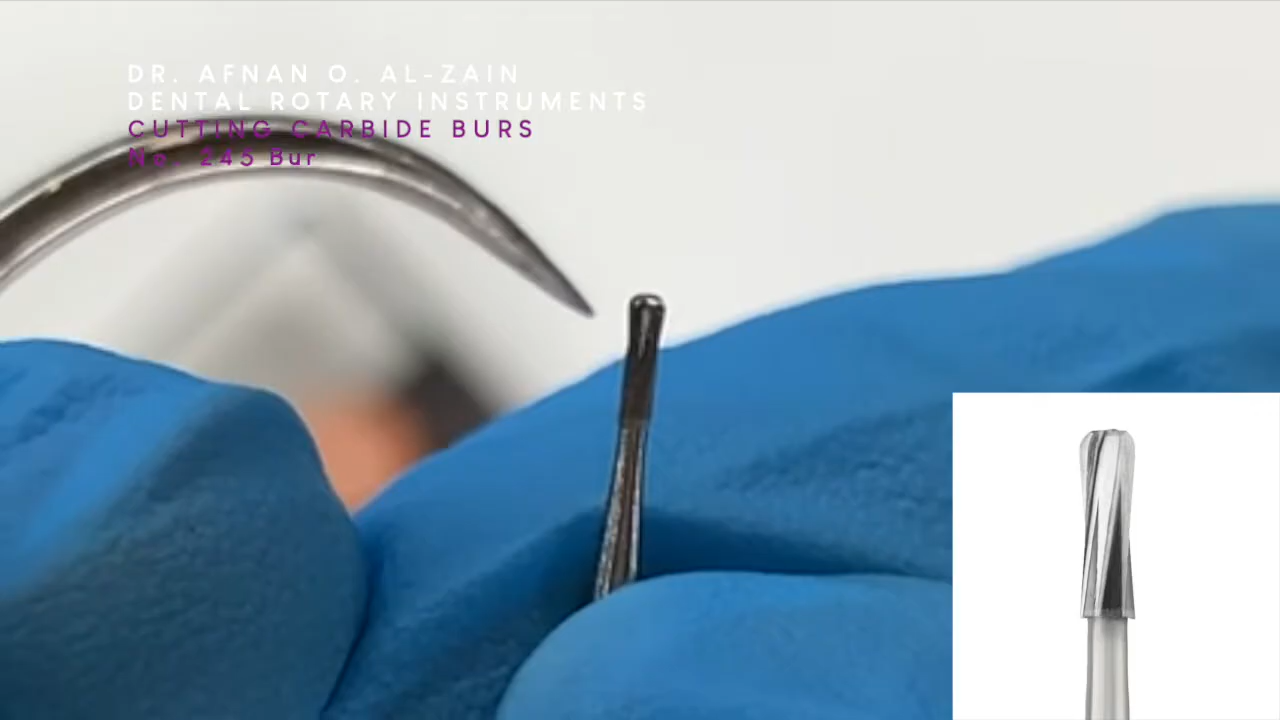 DR. AFNAN O. AL-ZAIN
DENTAL ROTARY INSTRUMENTS
CUTTING CARBIDE BURS
No. 245 Bur